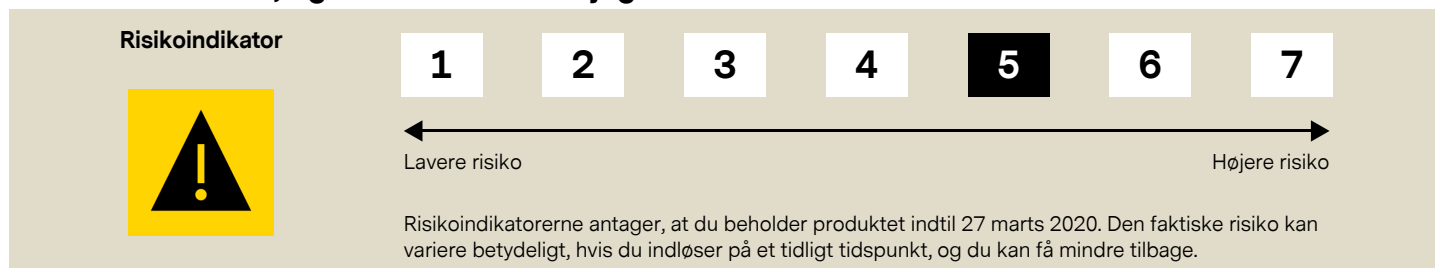 Risikoindikator
1 2 3 4 5 6 7
Lavere risiko Højere risiko
Risikoindikatorerne antager, at du beholder produktet indtil 27 marts 2020. Den faktiske risiko kan
variere betydeligt, hvis du indløser på et tidligt tidspunkt, og du kan få mindre tilbage.